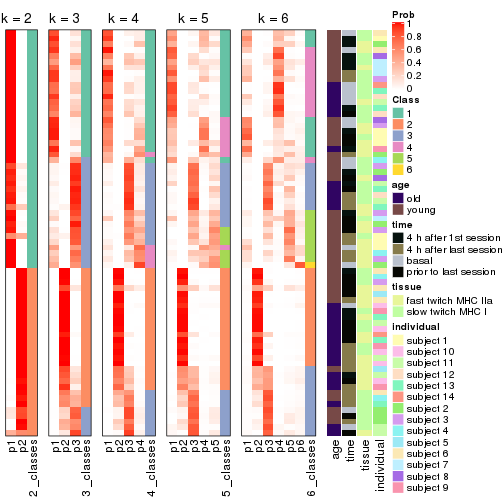 k = 2
k = 3
k = 4
k = 5
k = 6
p1
p2
2_classes
p1
p2
p3
3_classes
p1
p2
p3
p4
4_classes
p1
p2
p3
p4
p5
5_classes
p1
p2
p3
p4
p5
p6
6_classes
age
time
tissue
individual
Prob
1
0.8
0.6
0.4
0.2
0
Class
1
2
3
4
5
6
age
old
young
time
4 h after 1st session
4 h after last session
basal
prior to last session
tissue
fast twitch MHC IIa
slow twitch MHC I
individual
subject 1
subject 10
subject 11
subject 12
subject 13
subject 14
subject 2
subject 3
subject 4
subject 5
subject 6
subject 7
subject 8
subject 9